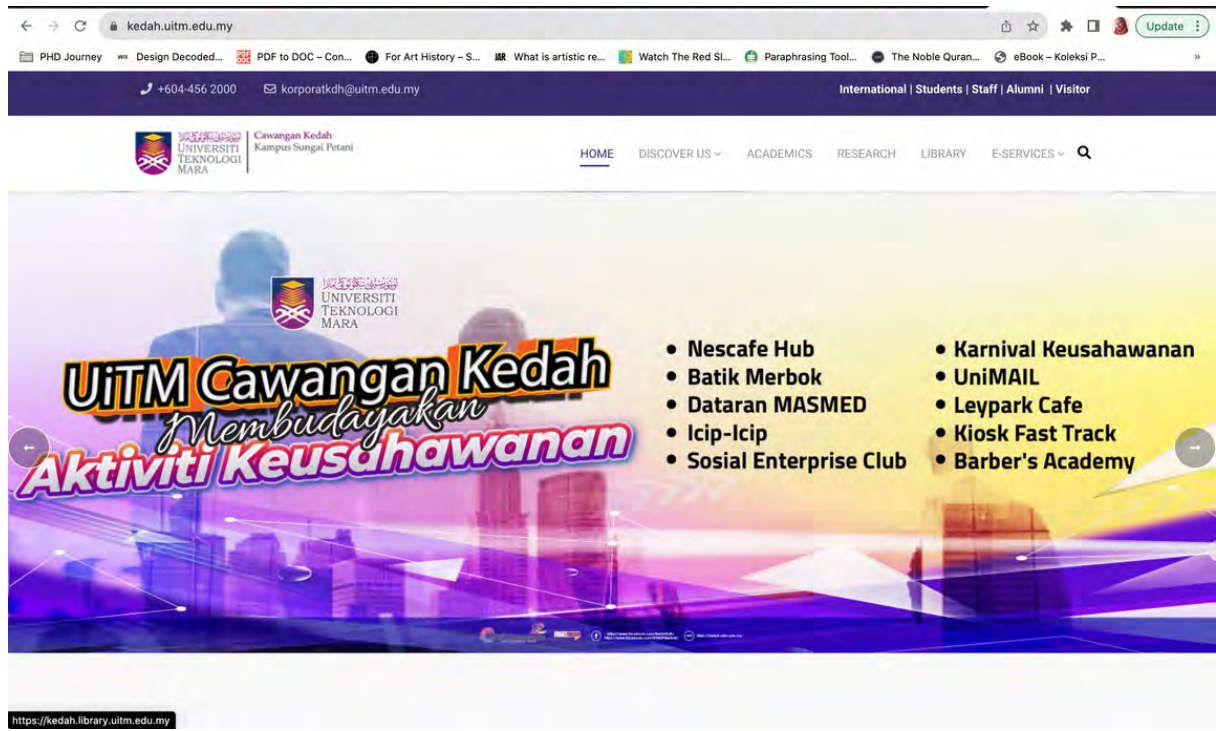 kedah.uitm.edu.my
Update
PHD Journey
WIX Design Decoded...
PDF to DOC – Con...
For Art History – S...
JAR What is artistic re...
Watch The Red Sl...
Paraphrasing Tool...
The Noble Quran...
eBook – Koleksi P...
»
+604-456 2000 korporatkdh@uitm.edu.my
International | Students | Staff | Alumni | Visitor
UNIVERSITI
TEKNOLOGI
MARA
Cawangan Kedah
Kampus Sungai Petani
HOME DISCOVER US ACADEMICS RESEARCH LIBRARY E-SERVICES
UNIVERSITI
TEKNOLOGI
MARA
UiTM Cawangan Kedah
Membudayakan
Aktiviti Keusahawanan
• Nescafe Hub
• Batik Merbok
• Dataran MASMED
• Icip-Icip
• Sosial Enterprise Club
• Karnival Keusahawanan
• UniMAIL
• Leypark Cafe
• Kiosk Fast Track
• Barber's Academy
https://kedah.library.uitm.edu.my